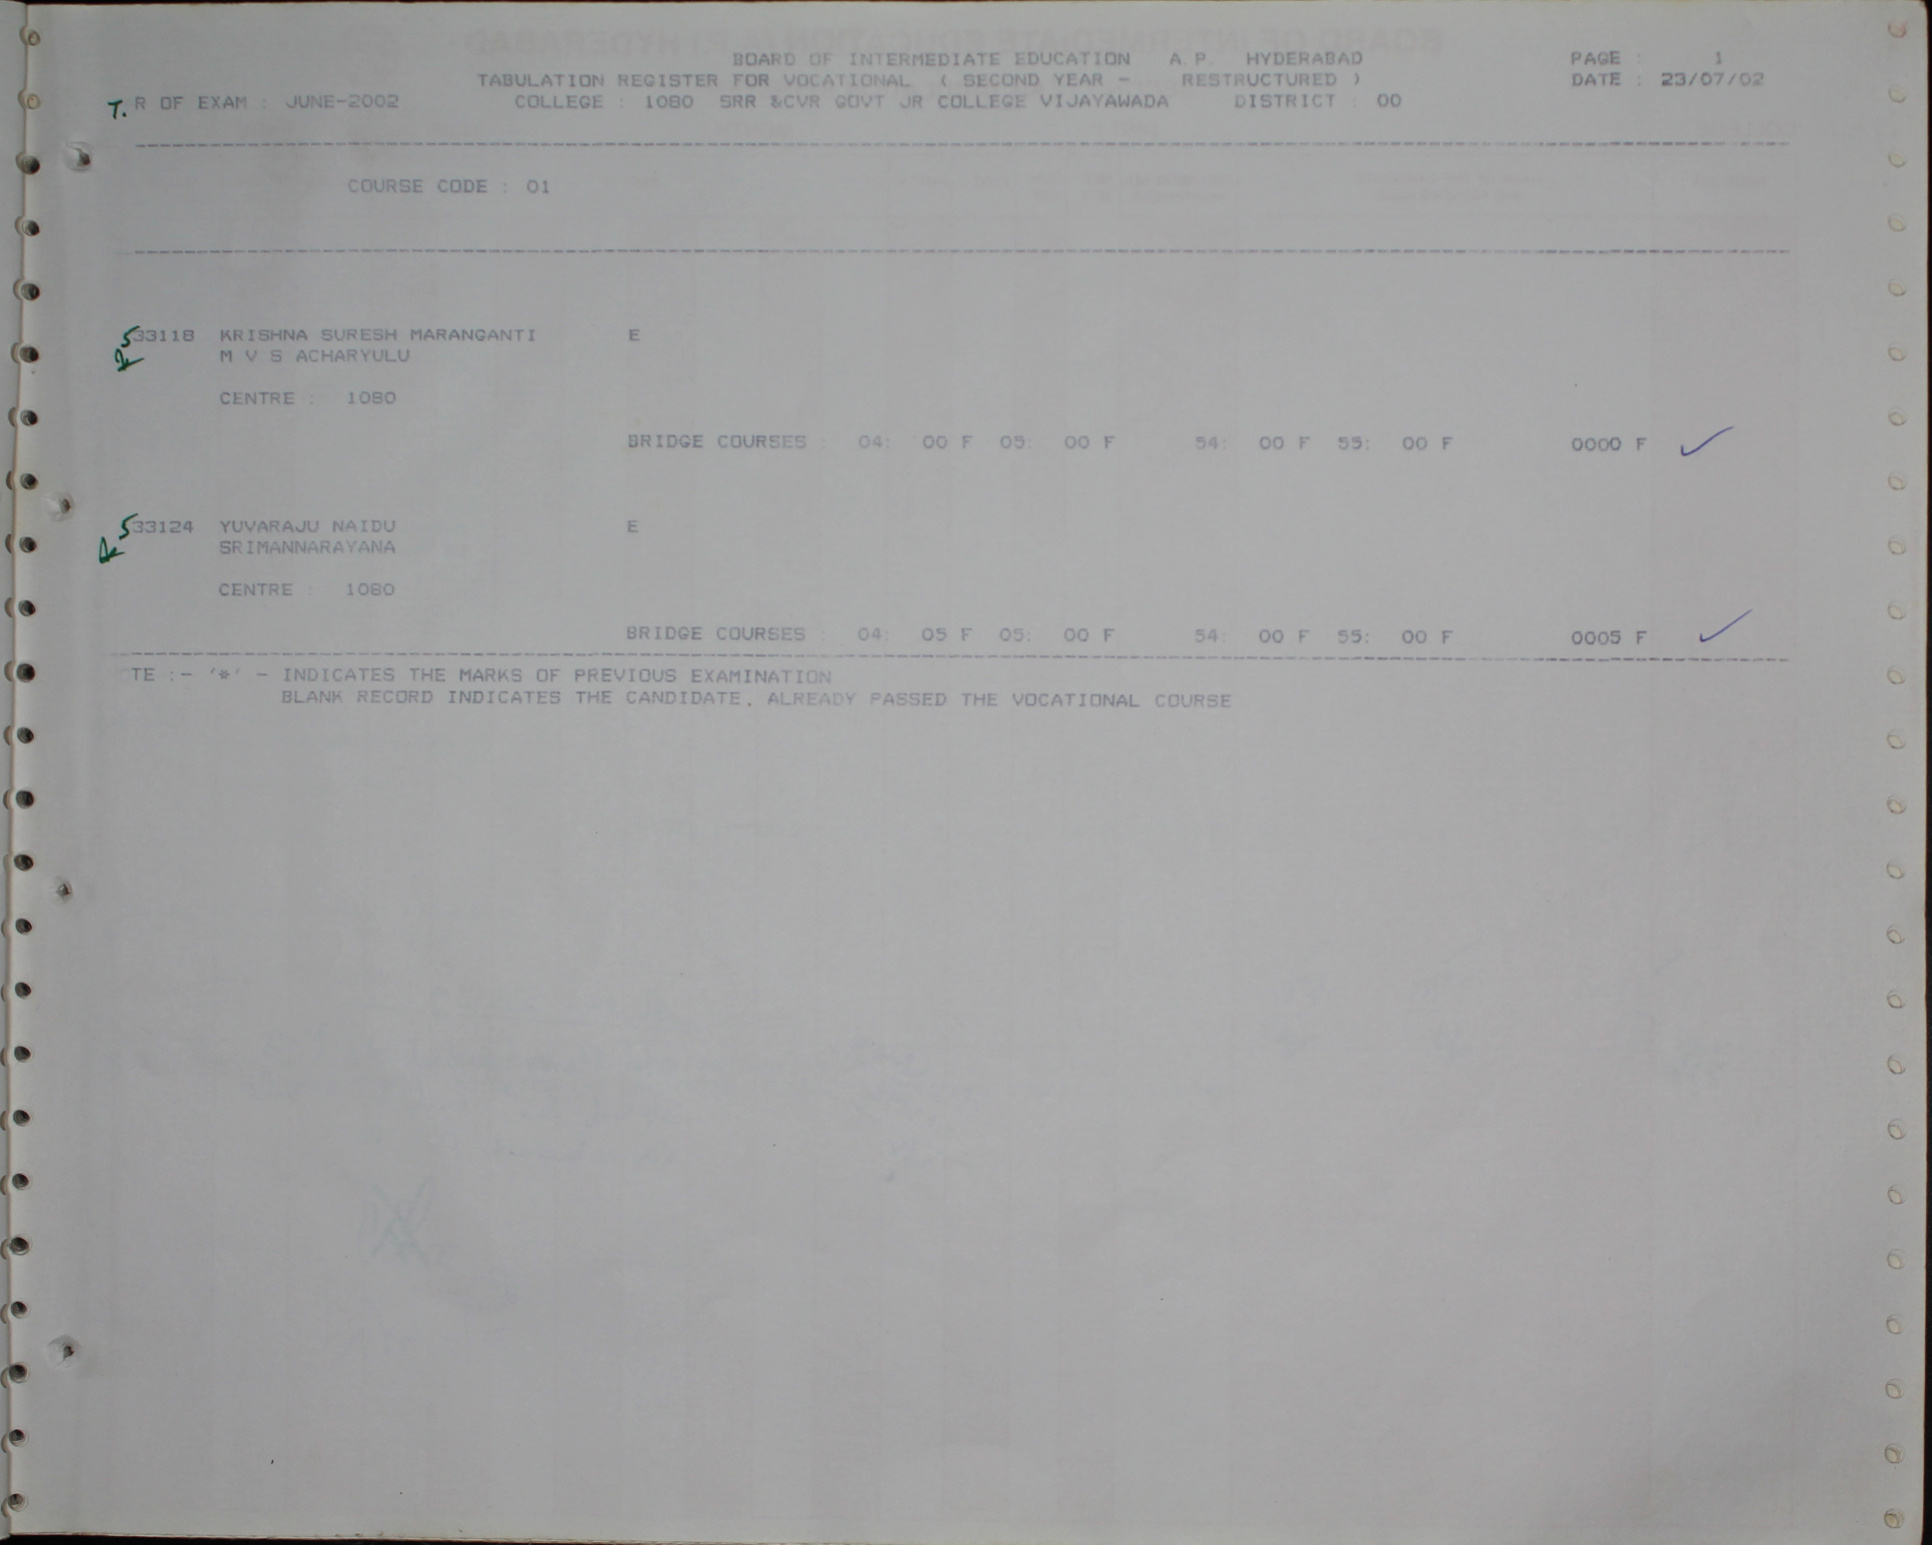 BOARD OF INTERMEDIATE EDUCATION A.P. HYDERABAD PAGE : 1
TABULATION REGISTER FOR VOCATIONAL ( SECOND YEAR - RESTRUCTURED ) DATE : 23/07/02
T.R OF EXAM : JUNE-2002 COLLEGE : 1080 SRR &CVR GOVT JR COLLEGE VIJAYAWADA DISTRICT : 00
COURSE CODE : 01
533118 KRISHNA SURESH MARANGANTI E
M V S ACHARYULU
CENTRE : 1080
BRIDGE COURSES : 04: 00 F 05: 00 F 54: 00 F 55: 00 F 0000 F
533124 YUVARAJU NAIDU E
SRIMANNARAYANA
CENTRE : 1080
BRIDGE COURSES : 04: 05 F 05: 00 F 54: 00 F 55: 00 F 0005 F
OTE :- '*' - INDICATES THE MARKS OF PREVIOUS EXAMINATION
BLANK RECORD INDICATES THE CANDIDATE, ALREADY PASSED THE VOCATIONAL COURSE